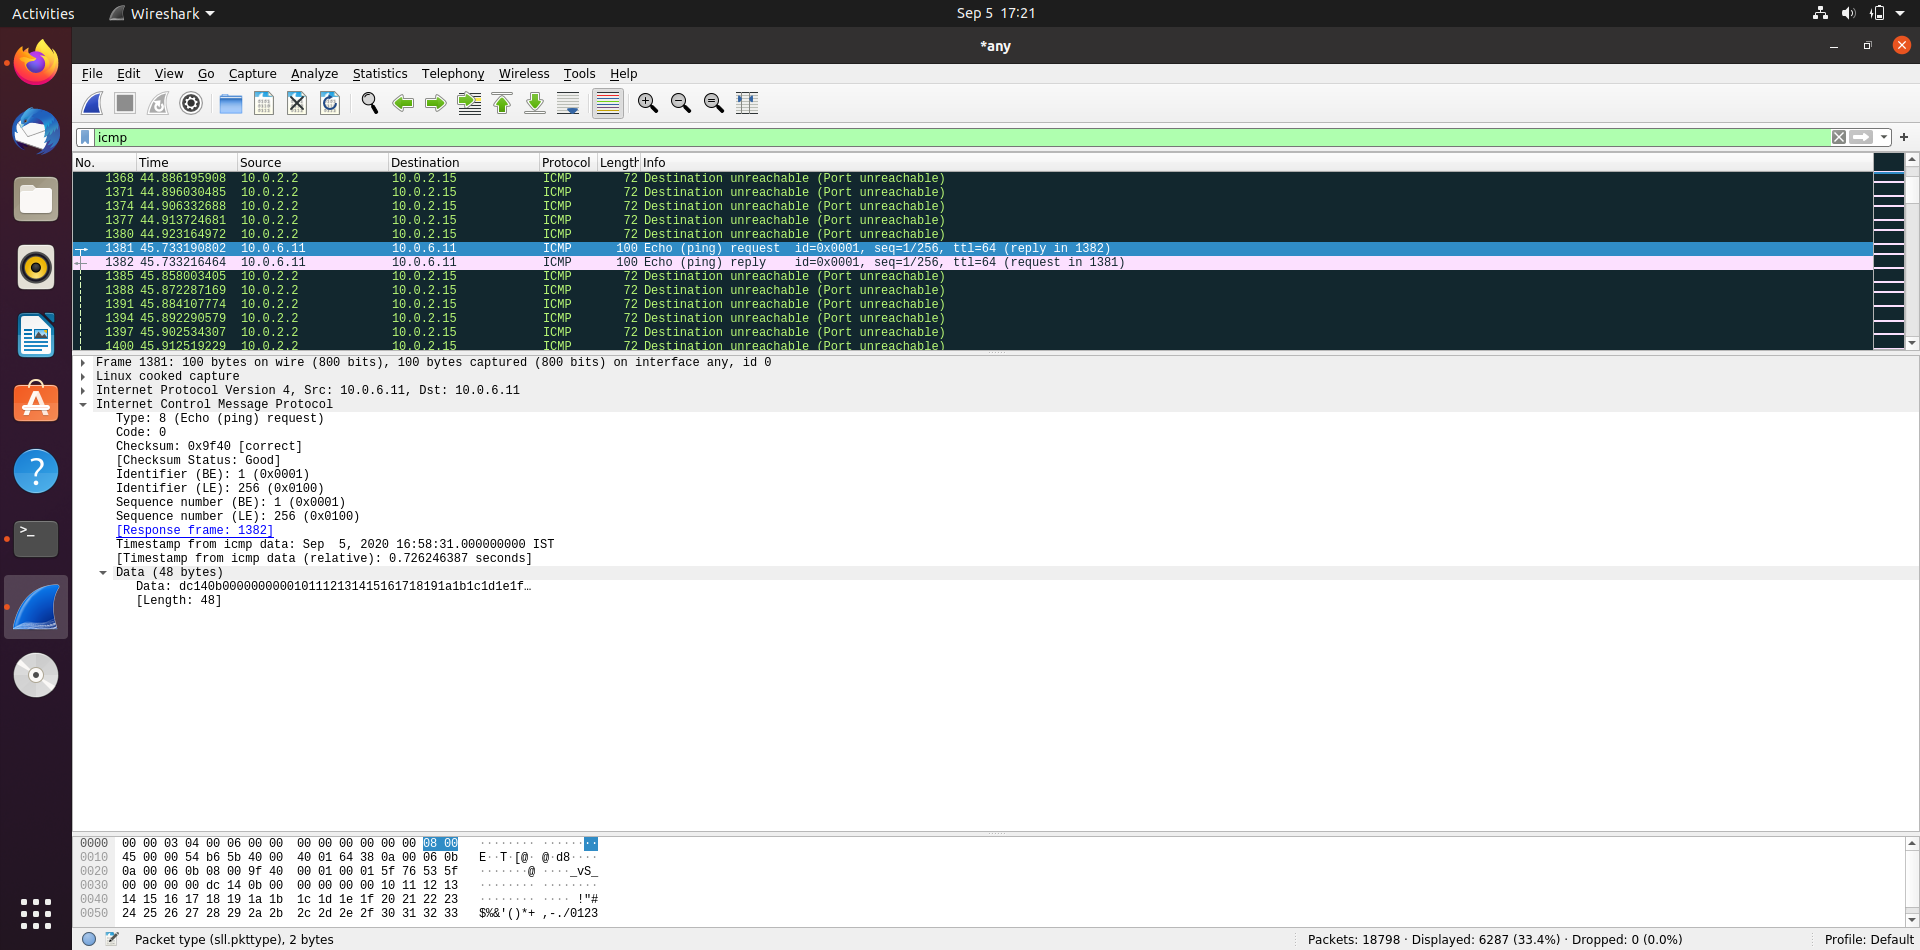 Activities Wireshark Sep 5 17:21
*any
File Edit View Go Capture Analyze Statistics Telephony Wireless Tools Help
icmp
No. Time Source Destination Protocol Length Info
1368 44.886195908 10.0.2.2 10.0.2.15 ICMP 72 Destination unreachable (Port unreachable)
1371 44.896030485 10.0.2.2 10.0.2.15 ICMP 72 Destination unreachable (Port unreachable)
1374 44.906332688 10.0.2.2 10.0.2.15 ICMP 72 Destination unreachable (Port unreachable)
1377 44.913724681 10.0.2.2 10.0.2.15 ICMP 72 Destination unreachable (Port unreachable)
1380 44.923164972 10.0.2.2 10.0.2.15 ICMP 72 Destination unreachable (Port unreachable)
1381 45.733190802 10.0.6.11 10.0.6.11 ICMP 100 Echo (ping) request id=0x0001, seq=1/256, ttl=64 (reply in 1382)
1382 45.733216464 10.0.6.11 10.0.6.11 ICMP 100 Echo (ping) reply id=0x0001, seq=1/256, ttl=64 (request in 1381)
1385 45.858003405 10.0.2.2 10.0.2.15 ICMP 72 Destination unreachable (Port unreachable)
1388 45.872287169 10.0.2.2 10.0.2.15 ICMP 72 Destination unreachable (Port unreachable)
1391 45.884107774 10.0.2.2 10.0.2.15 ICMP 72 Destination unreachable (Port unreachable)
1394 45.892290579 10.0.2.2 10.0.2.15 ICMP 72 Destination unreachable (Port unreachable)
1397 45.902534307 10.0.2.2 10.0.2.15 ICMP 72 Destination unreachable (Port unreachable)
1400 45.912519229 10.0.2.2 10.0.2.15 ICMP 72 Destination unreachable (Port unreachable)
Frame 1381: 100 bytes on wire (800 bits), 100 bytes captured (800 bits) on interface any, id 0
Linux cooked capture
Internet Protocol Version 4, Src: 10.0.6.11, Dst: 10.0.6.11
Internet Control Message Protocol
Type: 8 (Echo (ping) request)
Code: 0
Checksum: 0x9f40 [correct]
[Checksum Status: Good]
Identifier (BE): 1 (0x0001)
Identifier (LE): 256 (0x0100)
Sequence number (BE): 1 (0x0001)
Sequence number (LE): 256 (0x0100)
[Response frame: 1382]
Timestamp from icmp data: Sep  5, 2020 16:58:31.000000000 IST
[Timestamp from icmp data (relative): 0.726246387 seconds]
Data (48 bytes)
Data: dc140b0000000000101112131415161718191a1b1c1d1e1f…
[Length: 48]
0000 00 00 03 04 00 06 00 00 00 00 00 00 00 00 08 00 ········ ········
0010 45 00 00 54 b6 5b 40 00 40 01 64 38 0a 00 06 0b E··T·[@· @·d8····
0020 0a 00 06 0b 08 00 9f 40 00 01 00 01 5f 76 53 5f ·······@ ····_vS_
0030 00 00 00 00 dc 14 0b 00 00 00 00 00 10 11 12 13 ········ ········
0040 14 15 16 17 18 19 1a 1b 1c 1d 1e 1f 20 21 22 23 ········ ···· !"#
0050 24 25 26 27 28 29 2a 2b 2c 2d 2e 2f 30 31 32 33 $%&'()*+ ,-./0123
Packet type (sll.pkttype), 2 bytes Packets: 18798 · Displayed: 6287 (33.4%) · Dropped: 0 (0.0%) Profile: Default